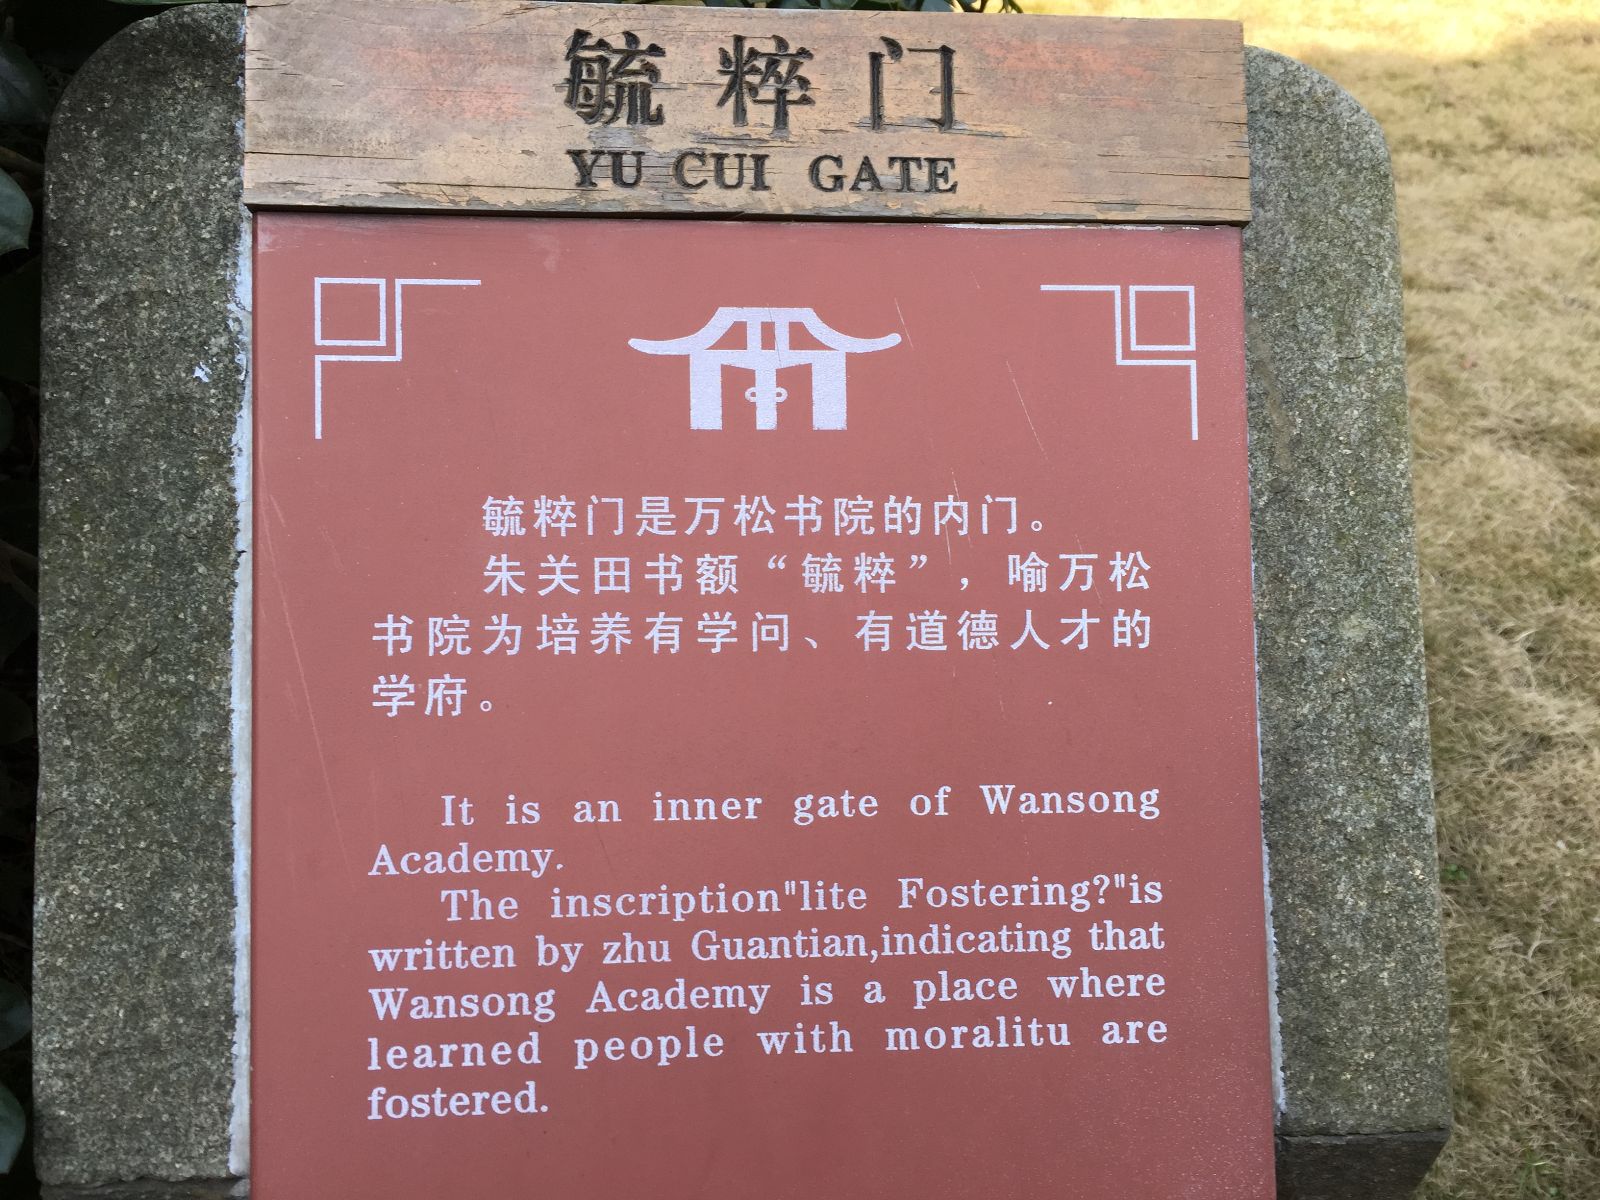 毓粹门
YU CUI GATE
毓粹门是万松书院的内门。
朱关田书额“毓粹”，喻万松
书院为培养有学问、有道德人才的
学府。
It is an inner gate of Wansong
Academy.
The inscription"lite Fostering?"is
written by zhu Guantian,indicating that
Wansong Academy is a place where
learned people with moralitu are
fostered.